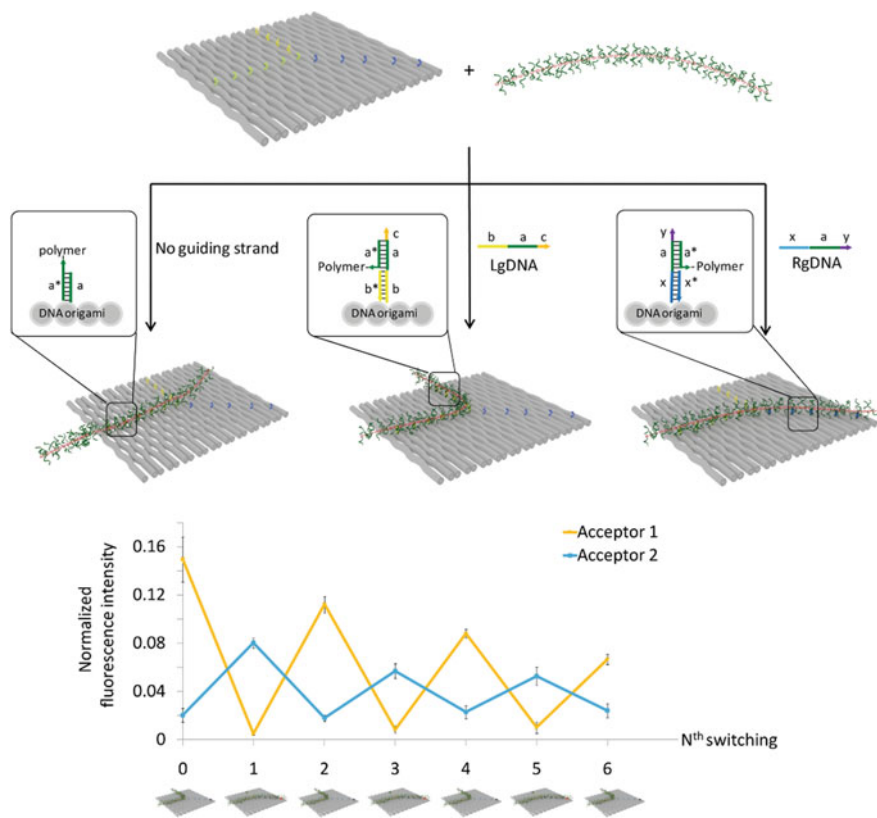 +
polymer
a*
a
DNA origami
No guiding strand
c
a*
a
Polymer
b*
b
DNA origami
b a c
LgDNA
y
a
a*
Polymer
x
x*
DNA origami
x a y
RgDNA
Normalized
fluorescence intensity
0.16
0.12
0.08
0.04
0
Acceptor 1
Acceptor 2
0 1 2 3 4 5 6
Nth switching